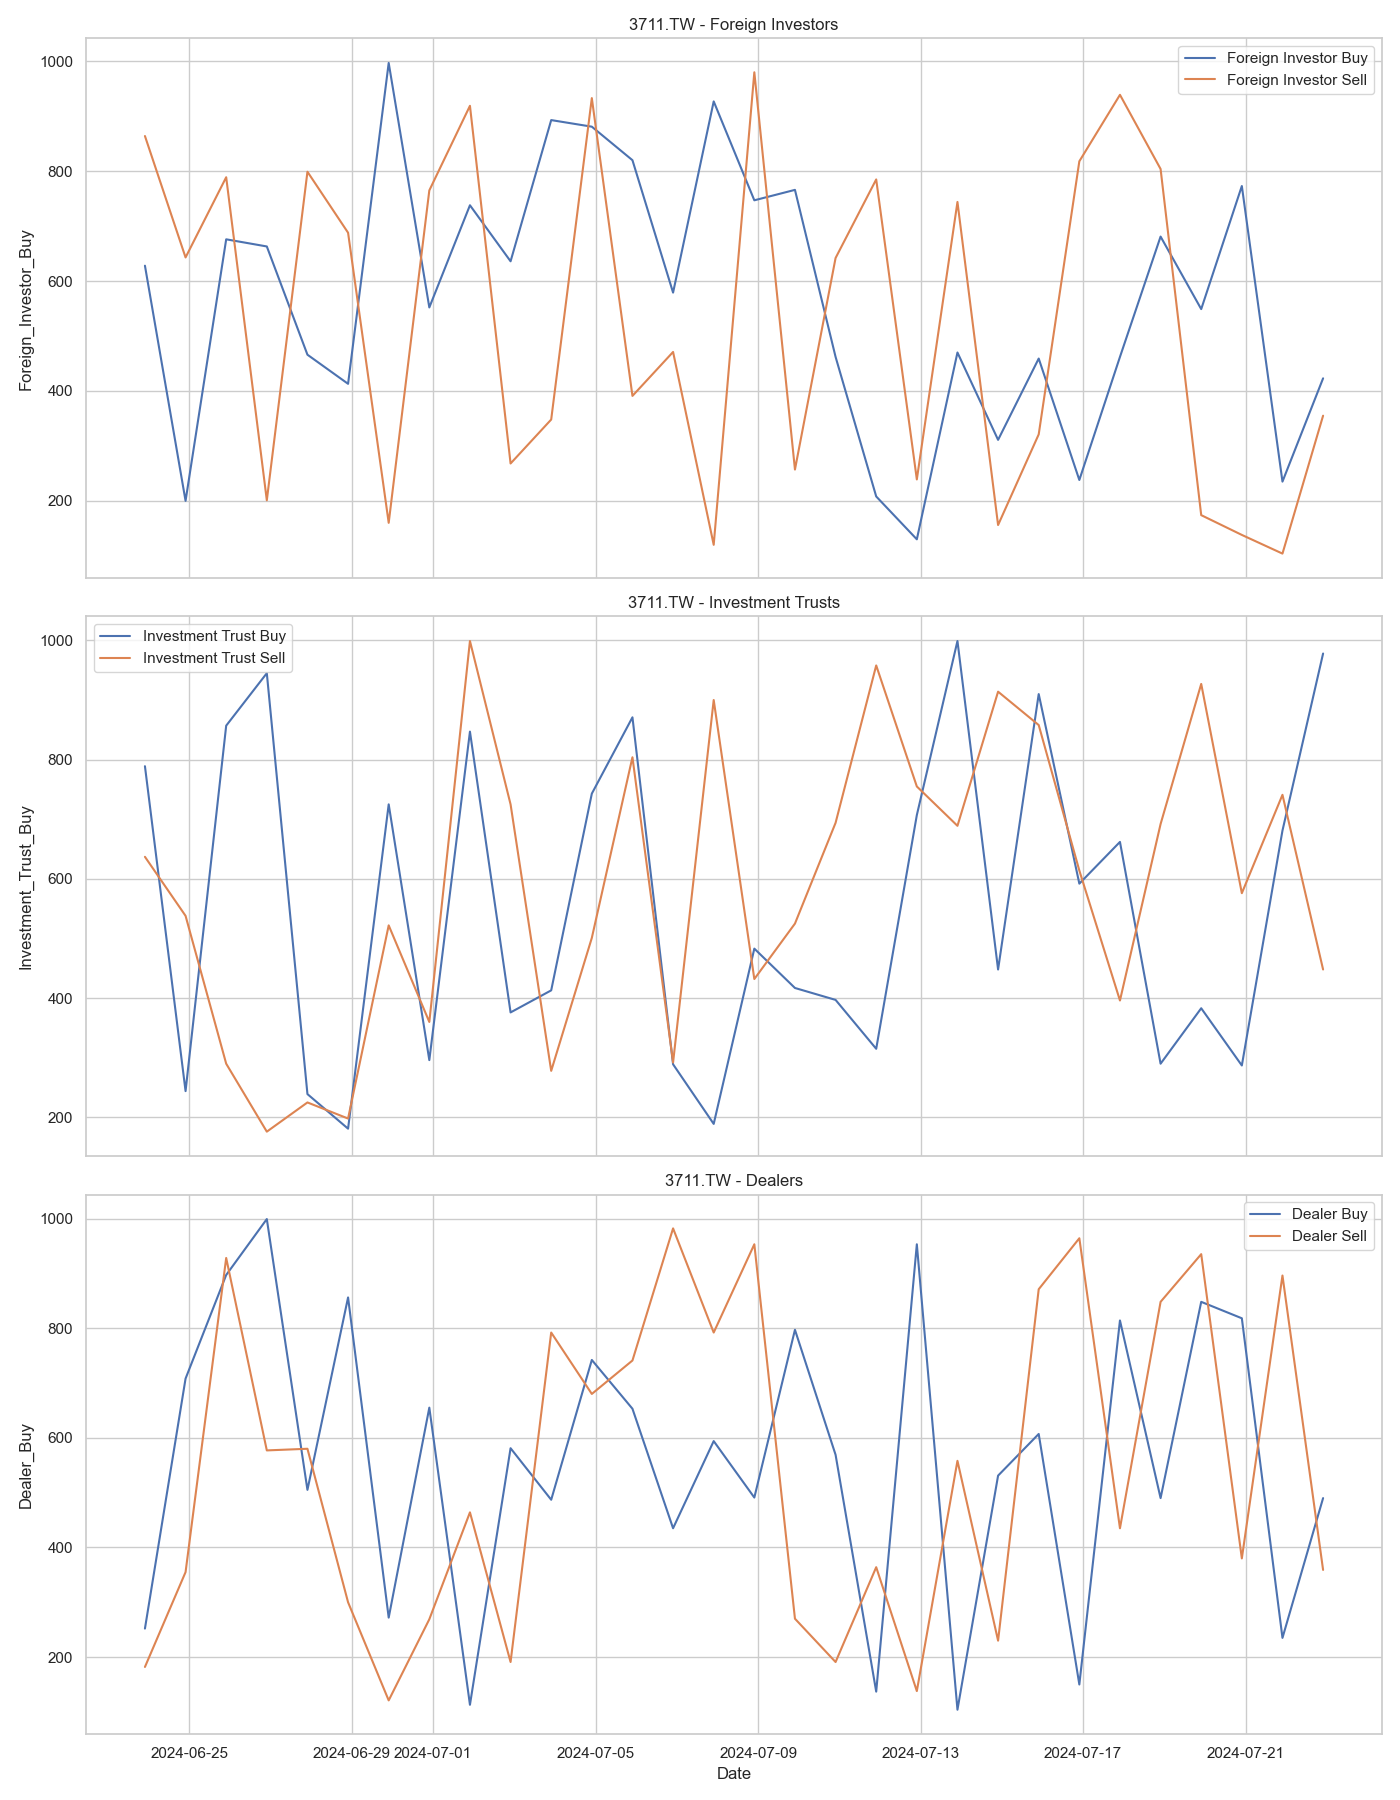 3711.TW - Foreign Investors
Foreign Investor Buy
Foreign Investor Sell
Foreign_Investor_Buy
1000
800
600
400
200
3711.TW - Investment Trusts
Investment Trust Buy
Investment Trust Sell
Investment_Trust_Buy
1000
800
600
400
200
3711.TW - Dealers
Dealer Buy
Dealer Sell
Dealer_Buy
1000
800
600
400
200
2024-06-25 2024-06-29 2024-07-01 2024-07-05 2024-07-09 2024-07-13 2024-07-17 2024-07-21
Date